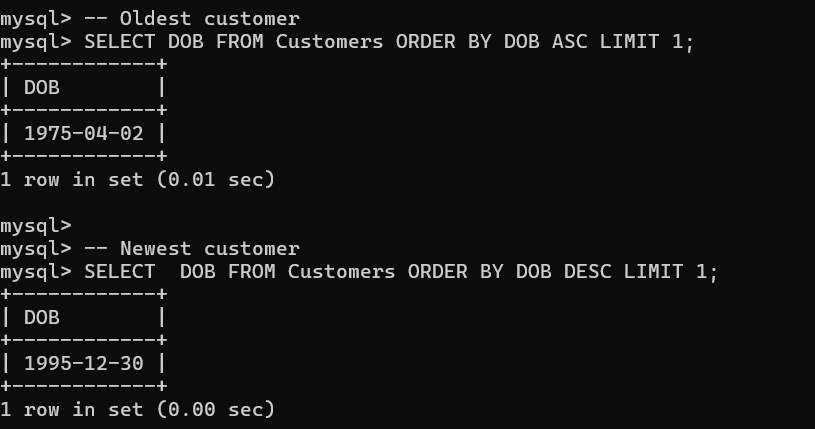 mysql> -- Oldest customer
mysql> SELECT DOB FROM Customers ORDER BY DOB ASC LIMIT 1;
+------------+
| DOB        |
+------------+
| 1975-04-02 |
+------------+
1 row in set (0.01 sec)

mysql>
mysql> -- Newest customer
mysql> SELECT  DOB FROM Customers ORDER BY DOB DESC LIMIT 1;
+------------+
| DOB        |
+------------+
| 1995-12-30 |
+------------+
1 row in set (0.00 sec)